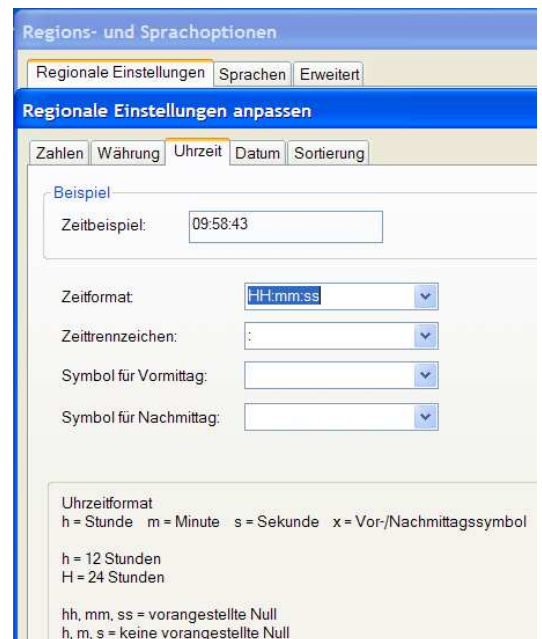 Regions- und Sprachoptionen
Regionale Einstellungen Sprachen Erweitert
Regionale Einstellungen anpassen
Zahlen Währung Uhrzeit Datum Sortierung
Beispiel
Zeitbeispiel: 09:58:43
Zeitformat: HH:mm:ss
Zeittrennzeichen: :
Symbol für Vormittag:
Symbol für Nachmittag:
Uhrzeitformat
h = Stunde m = Minute s = Sekunde x = Vor-/Nachmittagssymbol
h = 12 Stunden
H = 24 Stunden
hh, mm, ss = vorangestellte Null
h, m, s = keine vorangestellte Null